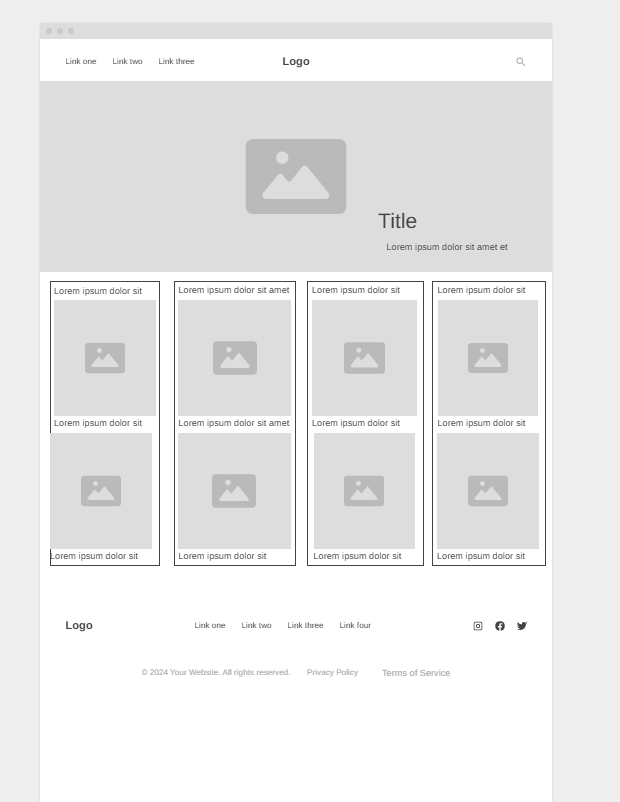 Link one Link two Link three Logo
Title
Lorem ipsum dolor sit amet et
Lorem ipsum dolor sit Lorem ipsum dolor sit amet Lorem ipsum dolor sit Lorem ipsum dolor sit
Lorem ipsum dolor sit Lorem ipsum dolor sit amet Lorem ipsum dolor sit Lorem ipsum dolor sit
Lorem ipsum dolor sit Lorem ipsum dolor sit Lorem ipsum dolor sit Lorem ipsum dolor sit
Logo Link one Link two Link three Link four
© 2024 Your Website. All rights reserved. Privacy Policy Terms of Service